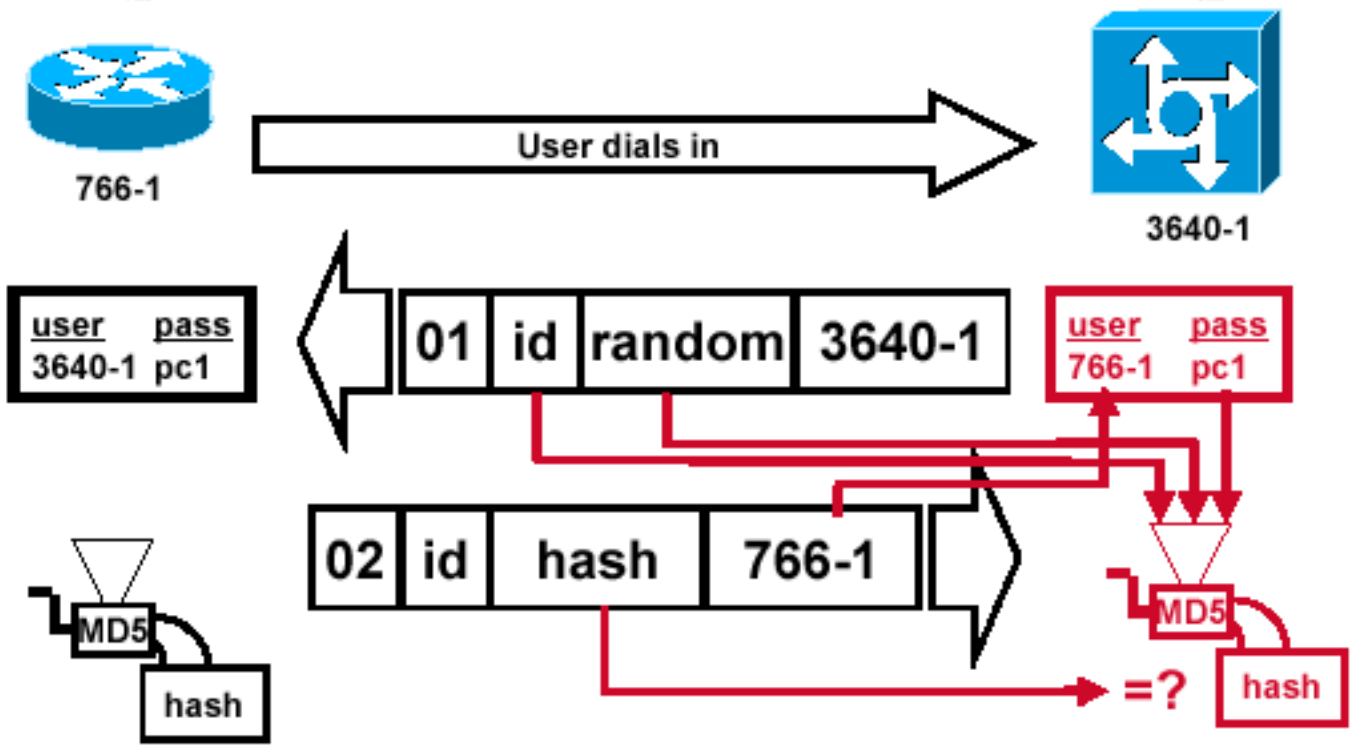 User dials in
766-1
3640-1
user pass
3640-1 pc1
01 id random 3640-1
user pass
766-1 pc1
02 id hash 766-1
MD5
hash
=?
MD5
hash